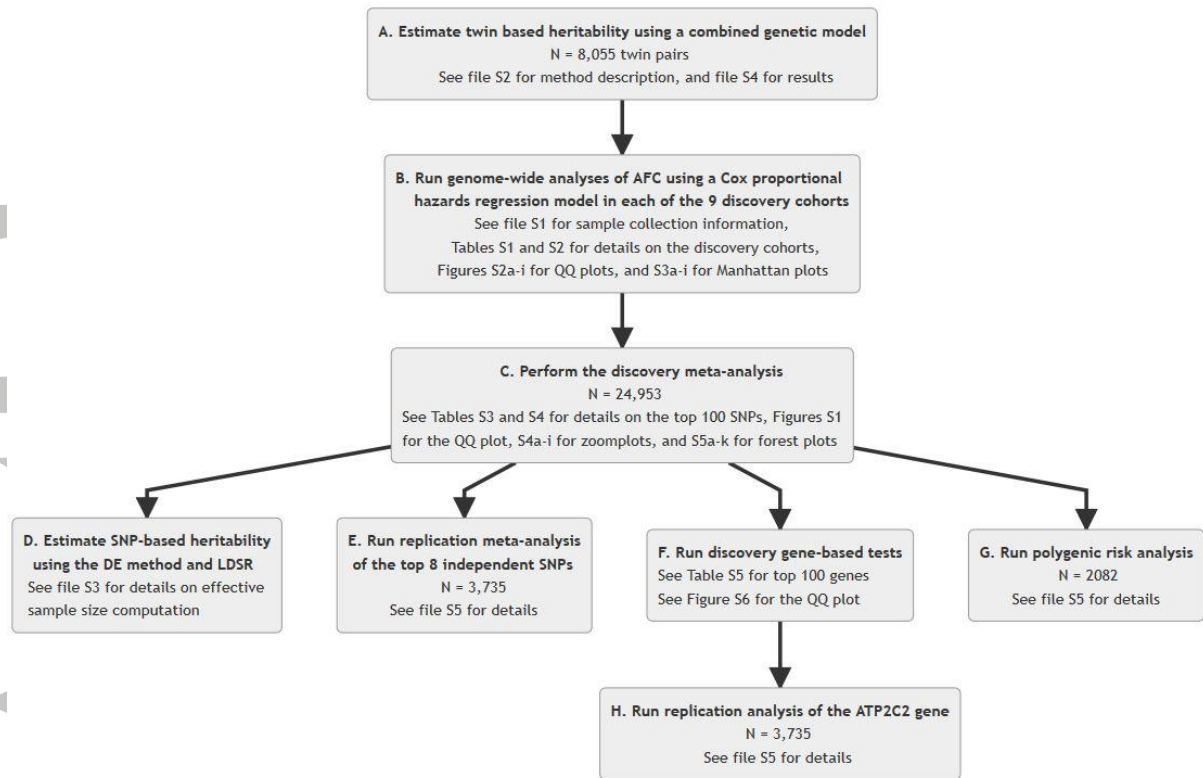 A. Estimate twin based heritability using a combined genetic model
N = 8,055 twin pairs
See file S2 for method description, and file S4 for results
B. Run genome-wide analyses of AFC using a Cox proportional
hazards regression model in each of the 9 discovery cohorts
See file S1 for sample collection information,
Tables S1 and S2 for details on the discovery cohorts,
Figures S2a-i for QQ plots, and S3a-i for Manhattan plots
C. Perform the discovery meta-analysis
N = 24,953
See Tables S3 and S4 for details on the top 100 SNPs, Figures S1
for the QQ plot, S4a-i for zoomplots, and S5a-k for forest plots
D. Estimate SNP-based heritability
using the DE method and LDSR
See file S3 for details on effective
sample size computation
E. Run replication meta-analysis
of the top 8 independent SNPs
N = 3,735
See file S5 for details
F. Run discovery gene-based tests
See Table S5 for top 100 genes
See Figure S6 for the QQ plot
G. Run polygenic risk analysis
N = 2082
See file S5 for details
H. Run replication analysis of the ATP2C2 gene
N = 3,735
See file S5 for details